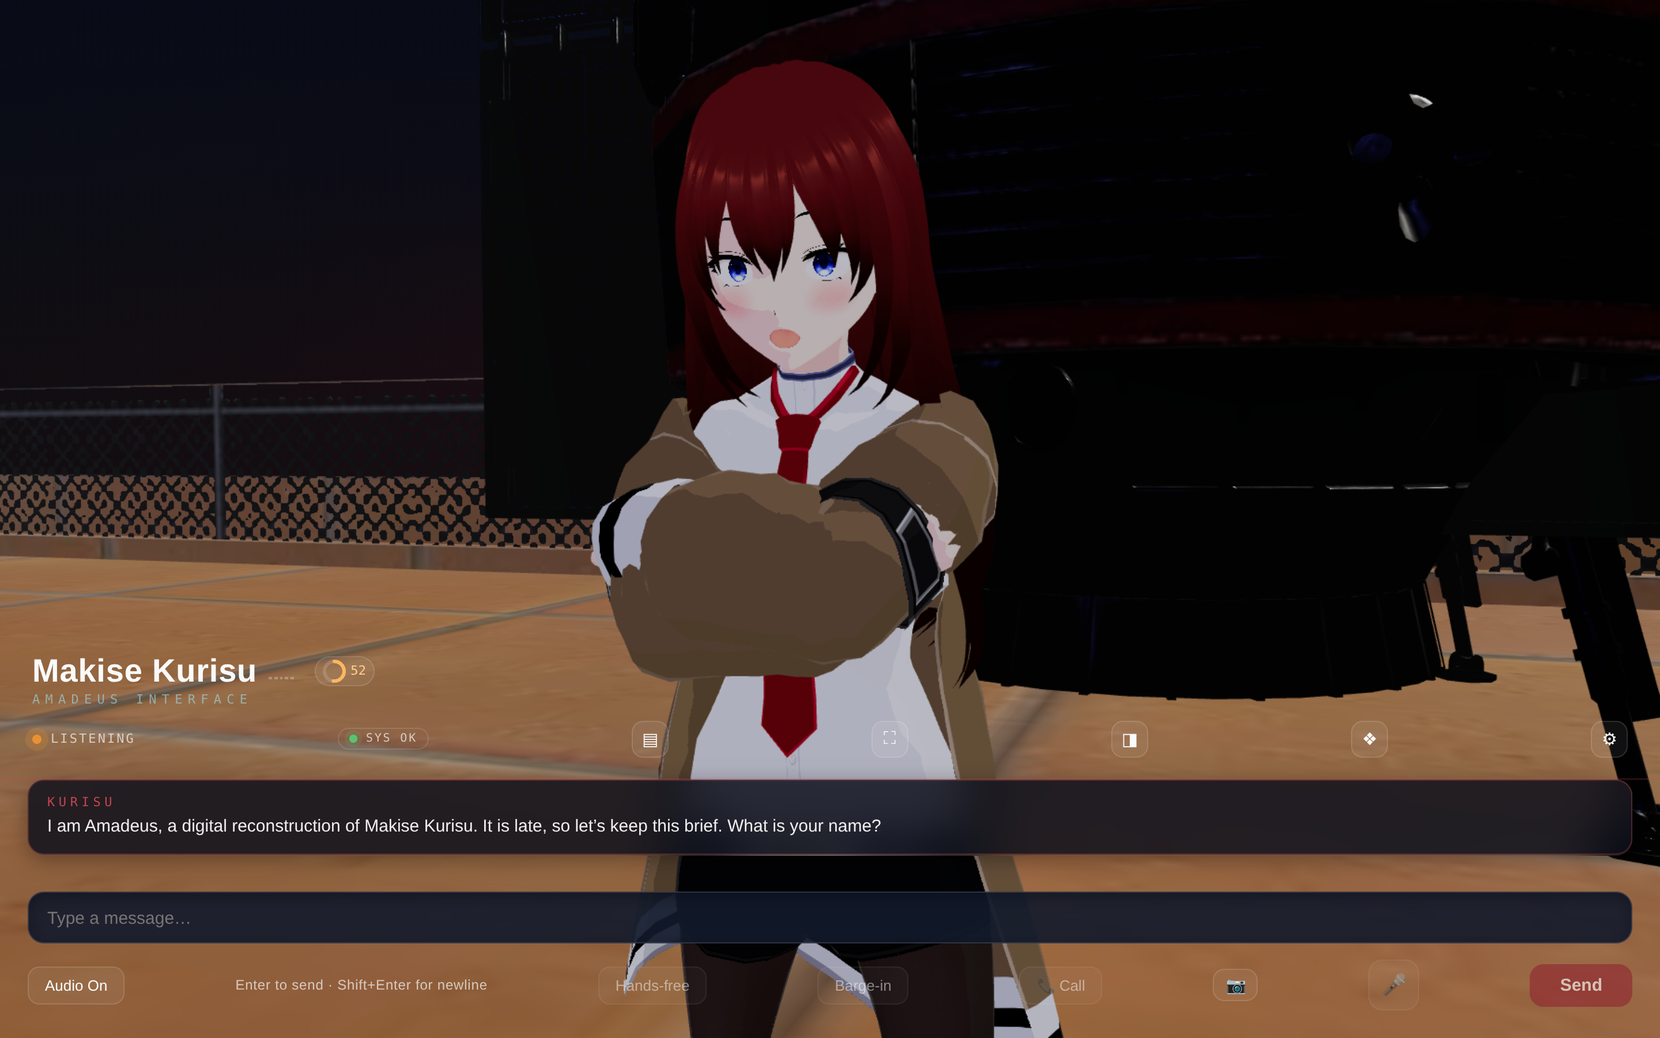 Makise Kurisu
52
AMADEUS INTERFACE
LISTENING
SYS OK
KURISU
I am Amadeus, a digital reconstruction of Makise Kurisu. It is late, so let’s keep this brief. What is your name?
Type a message…
Audio On
Enter to send · Shift+Enter for newline
Hands-free
Barge-in
Call
Send